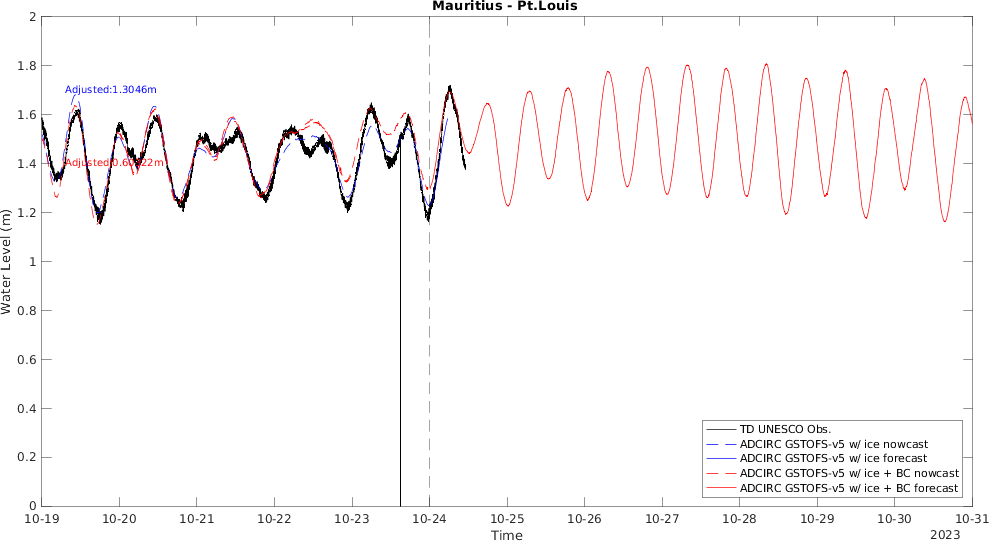 Mauritius - Pt.Louis
2
1.8
1.6
1.4
1.2
1
0.8
0.6
0.4
0.2
0
Water Level (m)
Adjusted:1.3046m
10-19
10-20
10-21
10-22
10-23
10-24
10-25
10-26
10-27
10-28
10-29
10-30
10-31
Time
2023
TD UNESCO Obs.
ADCIRC GSTOFS-v5 w/ ice nowcast
ADCIRC GSTOFS-v5 w/ ice forecast
ADCIRC GSTOFS-v5 w/ ice + BC nowcast
ADCIRC GSTOFS-v5 w/ ice + BC forecast